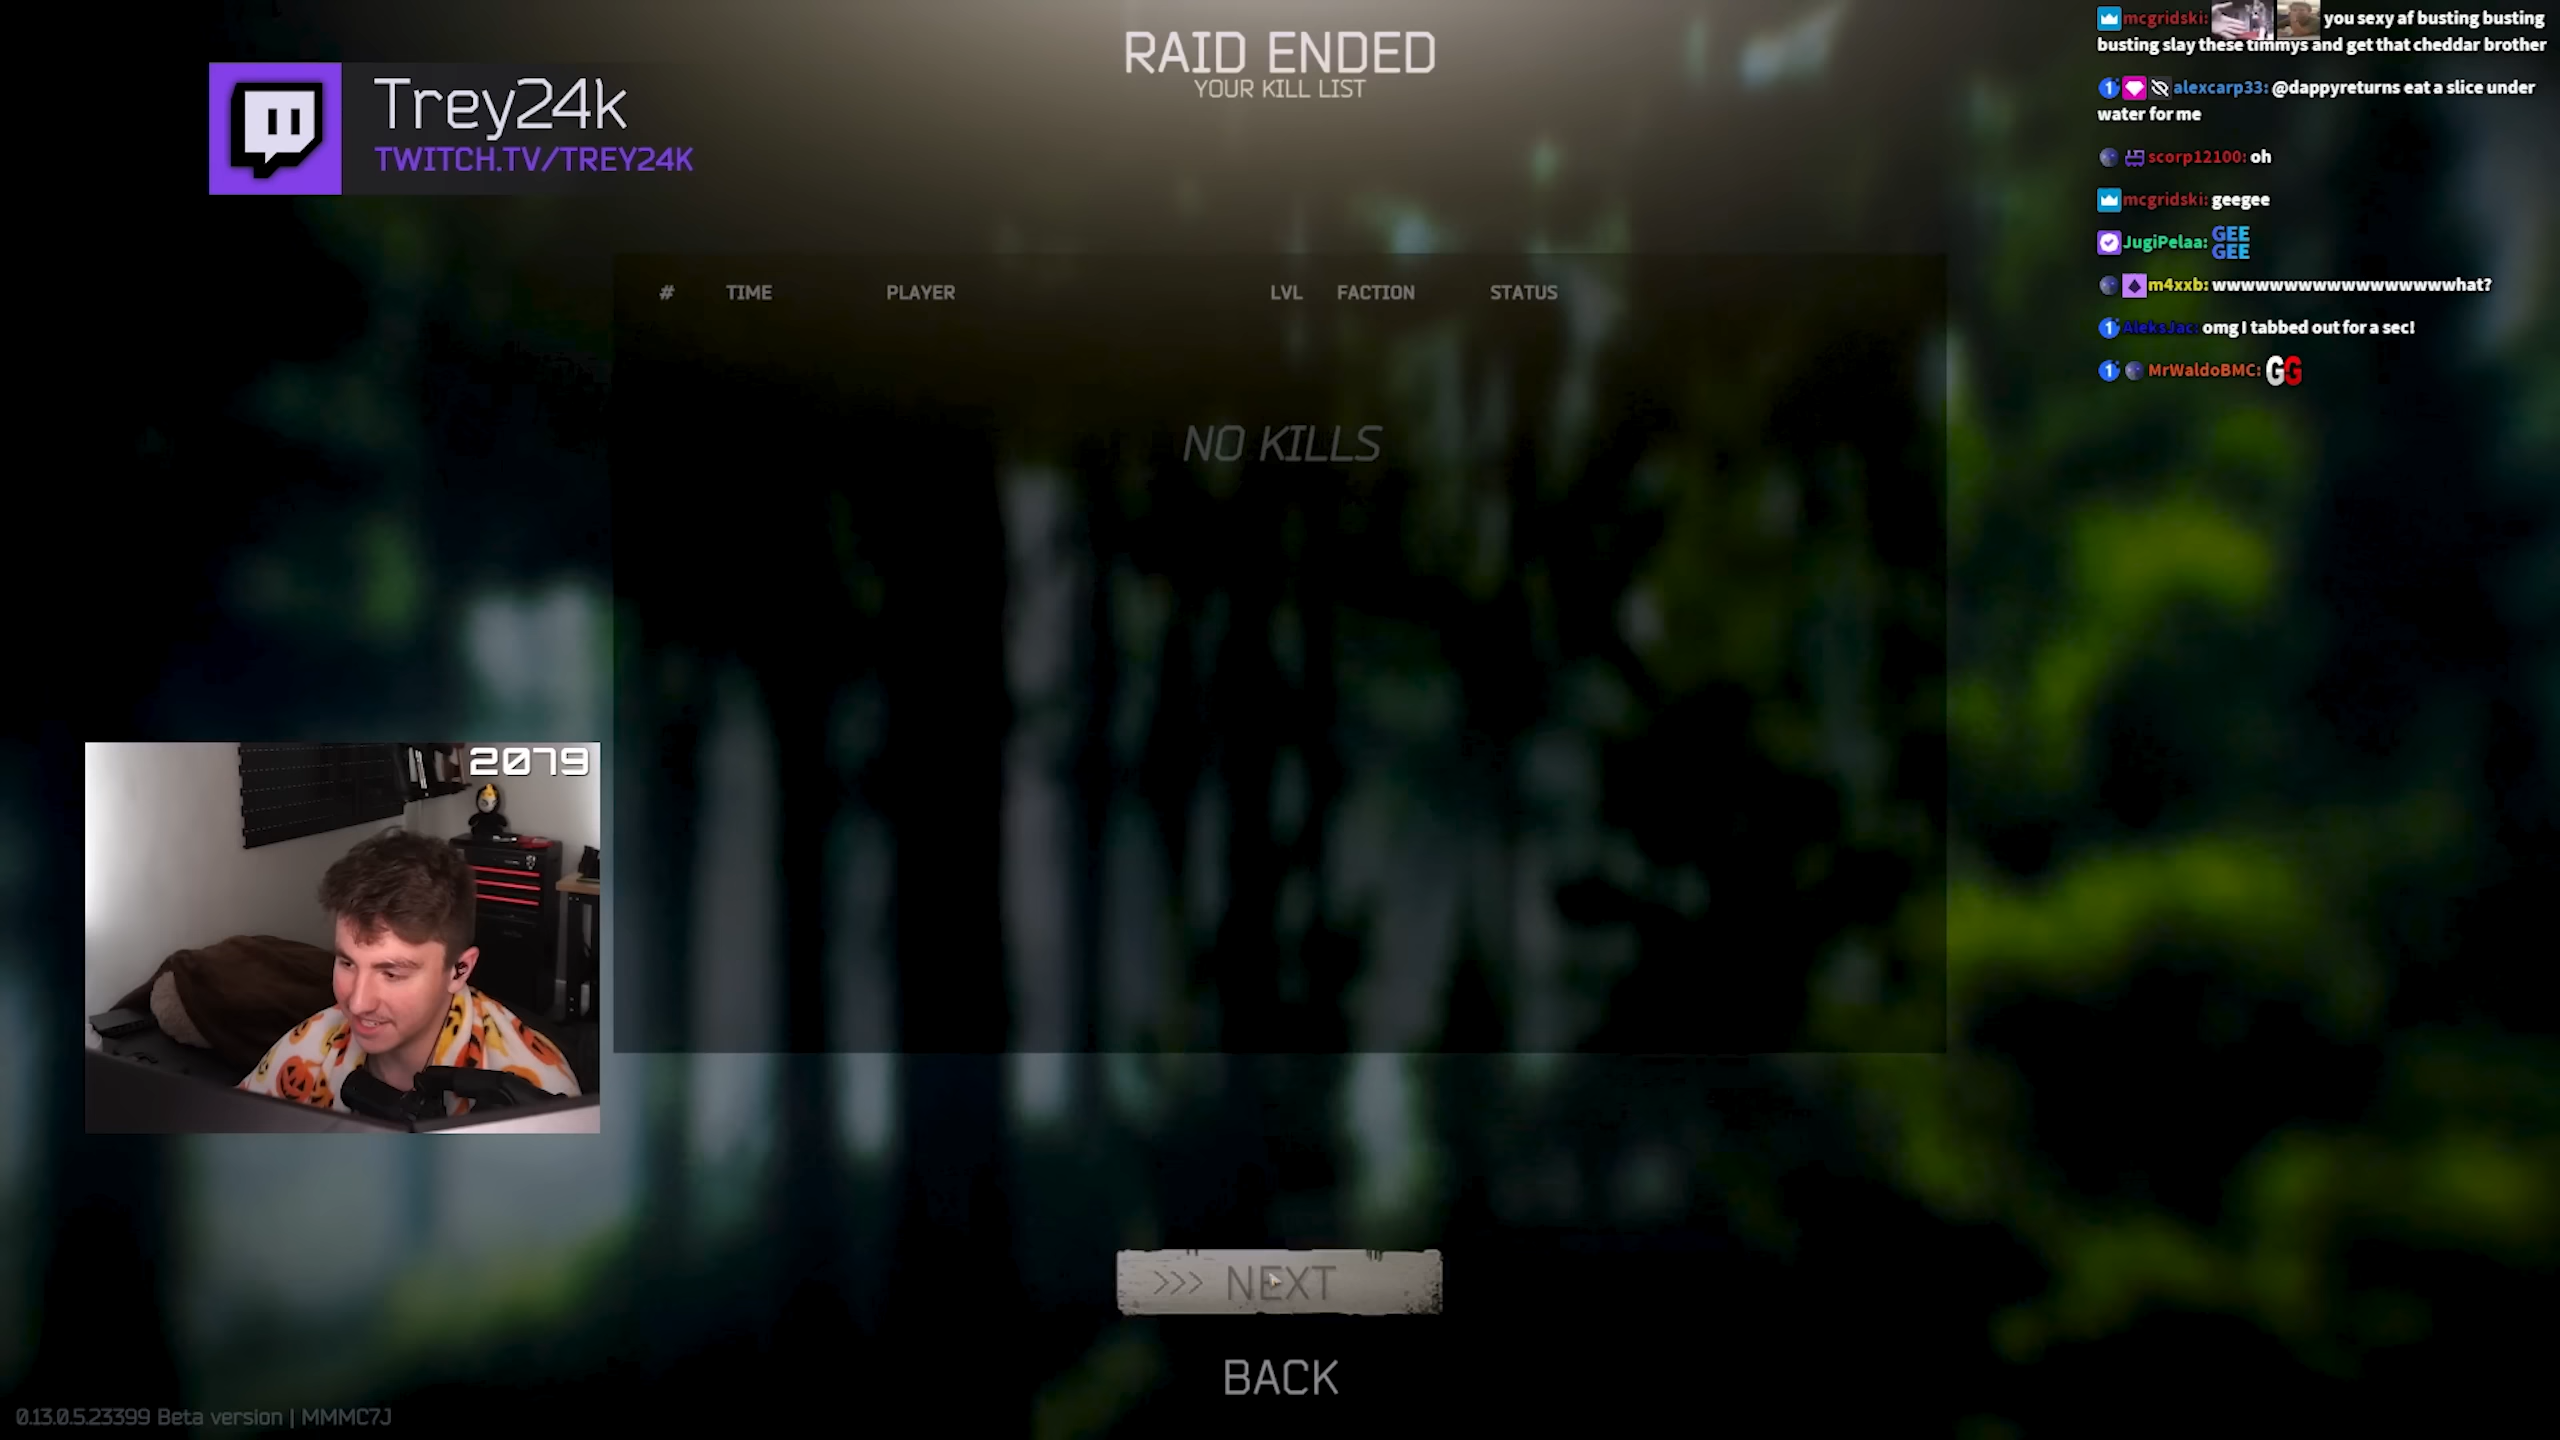 RAID ENDED
YOUR KILL LIST
Trey24k
TWITCH.TV/TREY24K
mcgridski: you sexy af busting busting
busting slay these timmys and get that cheddar brother
alexcarp33: @dappyreturns eat a slice under
water for me
scorp12100: oh
mcgridski: geegee
JugiPelaa: GEE
GEE
m4xxb: wwwwwwwwwwwwwwwwwhat?
AleksJac: omg I tabbed out for a sec!
MrWaldoBMC: GG
# TIME PLAYER LVL FACTION STATUS
NO KILLS
2079
>>> NEXT
BACK
0.13.0.5.23399 Beta version | MMMC7J